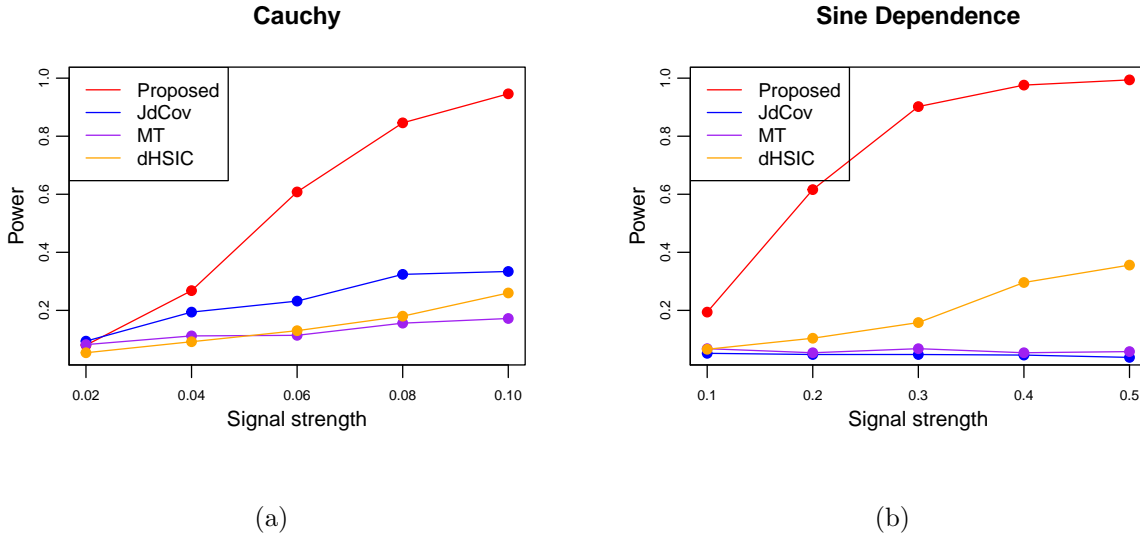 Cauchy
Proposed
JdCov
MT
dHSIC
Power
0.2
0.4
0.6
0.8
1.0
0.02
0.04
0.06
0.08
0.10
Signal strength
(a)
Sine Dependence
Proposed
JdCov
MT
dHSIC
Power
0.2
0.4
0.6
0.8
1.0
0.1
0.2
0.3
0.4
0.5
Signal strength
(b)